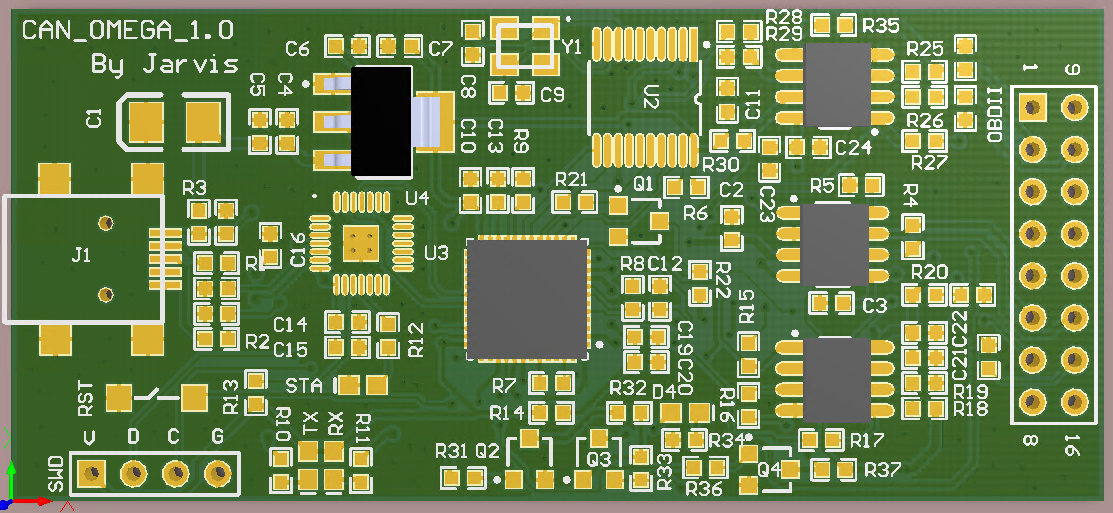 CAN_OMEGA_1.0
By Jarvis
C6
C7
Y1
R28
R29
R35
R25
1
9
C5
C4
C8
C9
U2
C11
C1
C10
C13
R9
R30
C24
R26
R27
OBDII
R3
U4
R21
Q1
C2
R6
C23
R5
R4
J1
C16
U3
R8
C12
R22
R20
R2
C14
C15
R12
C19
C20
R15
C3
C22
C21
R19
R18
RST
R13
STA
R7
R14
R32
D4
R16
V
D
C
G
R10
TX
RX
R11
R31
Q2
Q3
R33
R34
R36
Q4
R17
R37
8
16
SWD